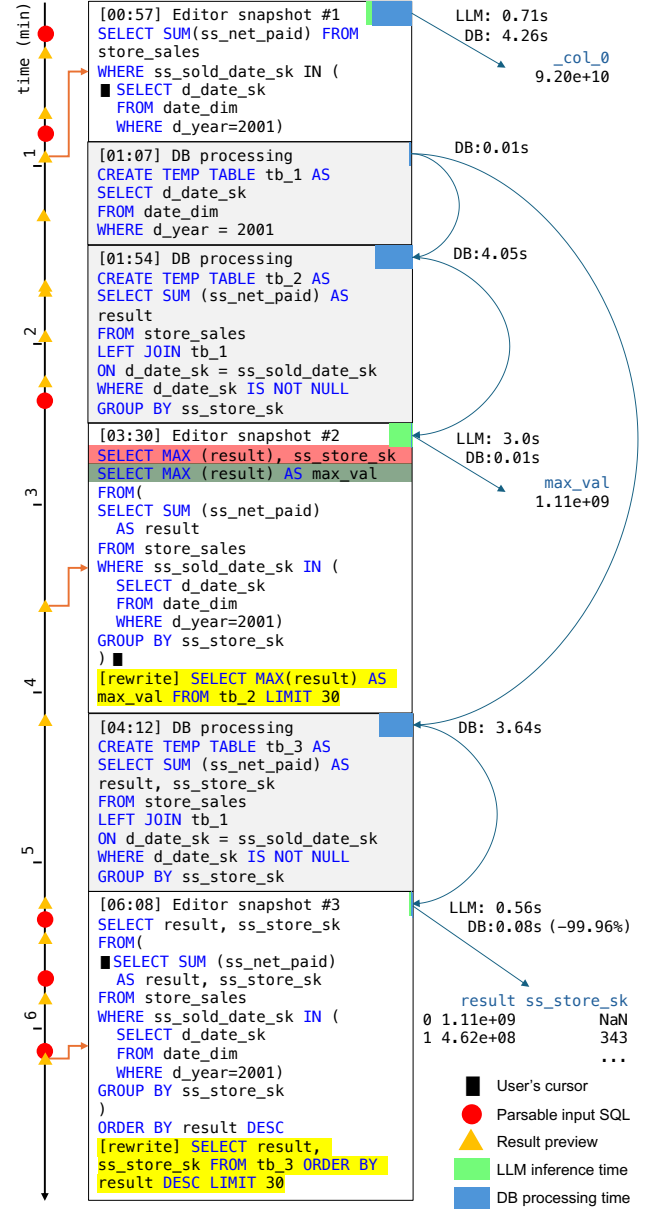 time (min)
1
2
3
4
5
6
[00:57] Editor snapshot #1
SELECT SUM(ss_net_paid) FROM
store_sales
WHERE ss_sold_date_sk IN (
SELECT d_date_sk
FROM date_dim
WHERE d_year=2001)
LLM: 0.71s
DB: 4.26s
_col_0
9.20e+10
[01:07] DB processing
CREATE TEMP TABLE tb_1 AS
SELECT d_date_sk
FROM date_dim
WHERE d_year = 2001
DB:0.01s
[01:54] DB processing
CREATE TEMP TABLE tb_2 AS
SELECT SUM (ss_net_paid) AS
result
FROM store_sales
LEFT JOIN tb_1
ON d_date_sk = ss_sold_date_sk
WHERE d_date_sk IS NOT NULL
GROUP BY ss_store_sk
DB:4.05s
[03:30] Editor snapshot #2
SELECT MAX (result), ss_store_sk
SELECT MAX (result) AS max_val
FROM(
SELECT SUM (ss_net_paid)
AS result
FROM store_sales
WHERE ss_sold_date_sk IN (
SELECT d_date_sk
FROM date_dim
WHERE d_year=2001)
GROUP BY ss_store_sk
)
[rewrite] SELECT MAX(result) AS
max_val FROM tb_2 LIMIT 30
LLM: 3.0s
DB:0.01s
max_val
1.11e+09
[04:12] DB processing
CREATE TEMP TABLE tb_3 AS
SELECT SUM (ss_net_paid) AS
result, ss_store_sk
FROM store_sales
LEFT JOIN tb_1
ON d_date_sk = ss_sold_date_sk
WHERE d_date_sk IS NOT NULL
GROUP BY ss_store_sk
DB: 3.64s
[06:08] Editor snapshot #3
SELECT result, ss_store_sk
FROM(
SELECT SUM (ss_net_paid)
AS result, ss_store_sk
FROM store_sales
WHERE ss_sold_date_sk IN (
SELECT d_date_sk
FROM date_dim
WHERE d_year=2001)
GROUP BY ss_store_sk
)
ORDER BY result DESC
[rewrite] SELECT result,
ss_store_sk FROM tb_3 ORDER BY
result DESC LIMIT 30
LLM: 0.56s
DB:0.08s (−99.96%)
result ss_store_sk
0 1.11e+09 NaN
1 4.62e+08 343
...
User's cursor
Parsable input SQL
Result preview
LLM inference time
DB processing time